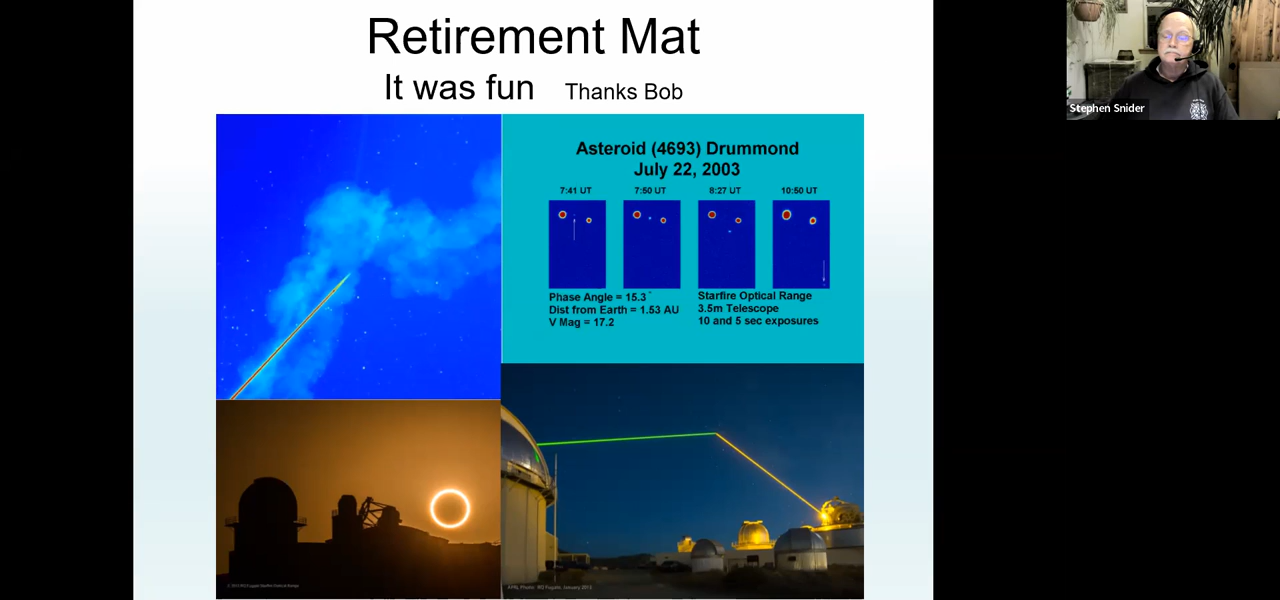 Retirement Mat
It was fun Thanks Bob
Stephen Snider
Asteroid (4693) Drummond
July 22, 2003
7:41 UT 7:50 UT 8:27 UT 10:50 UT
Phase Angle = 15.3 °
Dist from Earth = 1.53 AU
V Mag = 17.2
Starfire Optical Range
3.5m Telescope
10 and 5 sec exposures